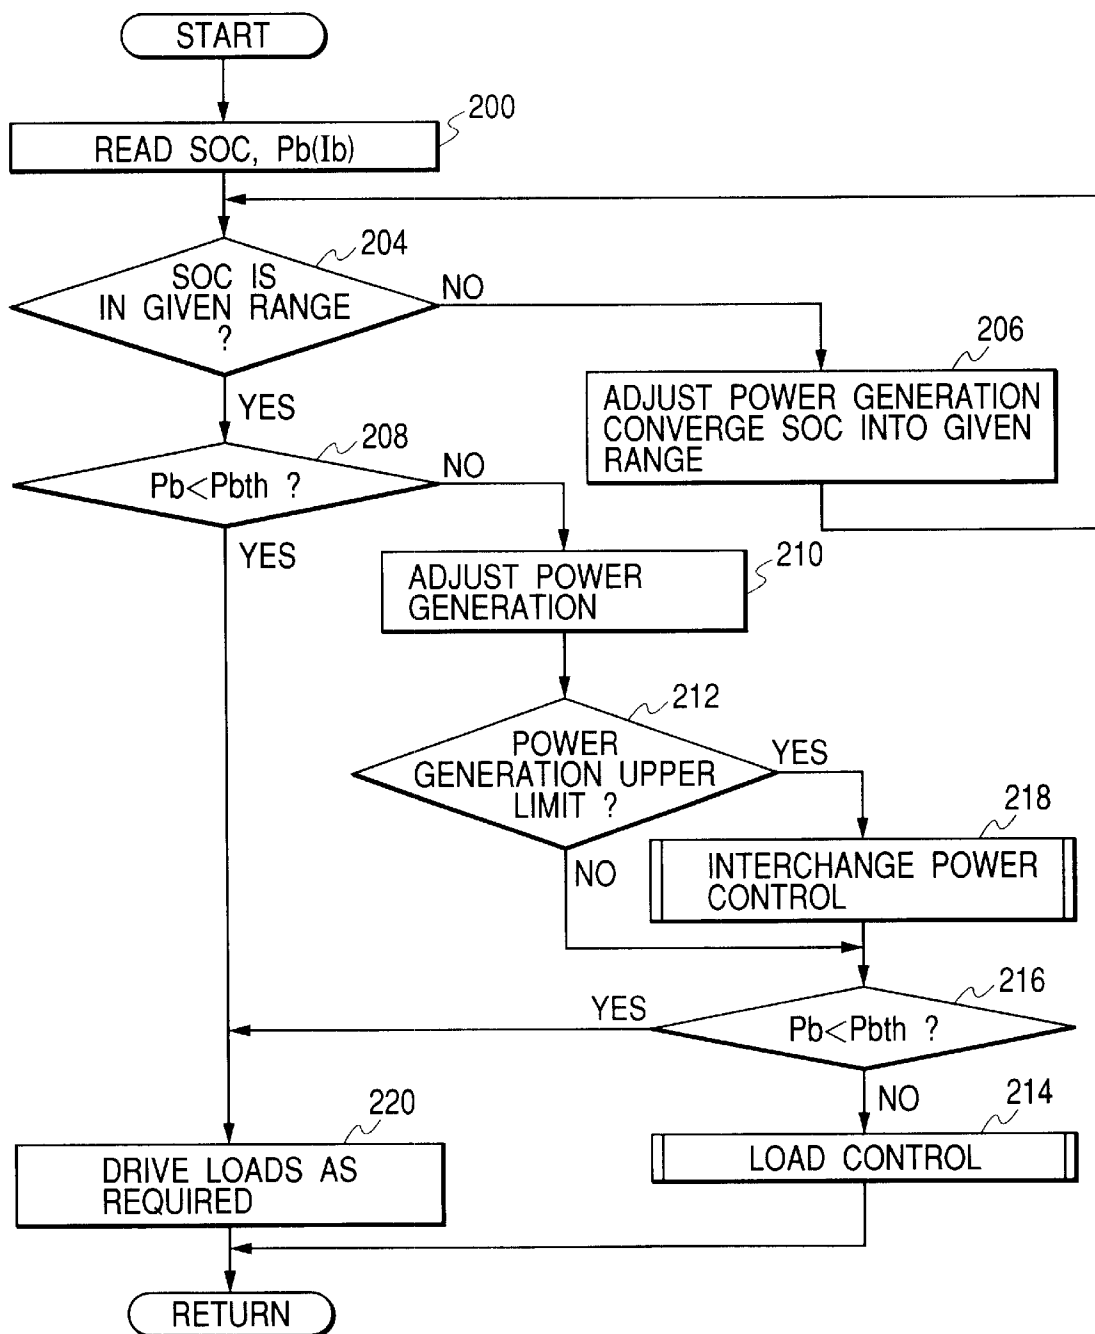 START
200
READ SOC, Pb(Ib)
204
SOC IS
IN GIVEN RANGE
?
NO
YES
206
ADJUST POWER GENERATION
CONVERGE SOC INTO GIVEN
RANGE
208
Pb<Pbth ?
NO
YES
210
ADJUST POWER
GENERATION
212
POWER
GENERATION UPPER
LIMIT ?
YES
NO
218
INTERCHANGE POWER
CONTROL
216
Pb<Pbth ?
YES
NO
214
LOAD CONTROL
220
DRIVE LOADS AS
REQUIRED
RETURN